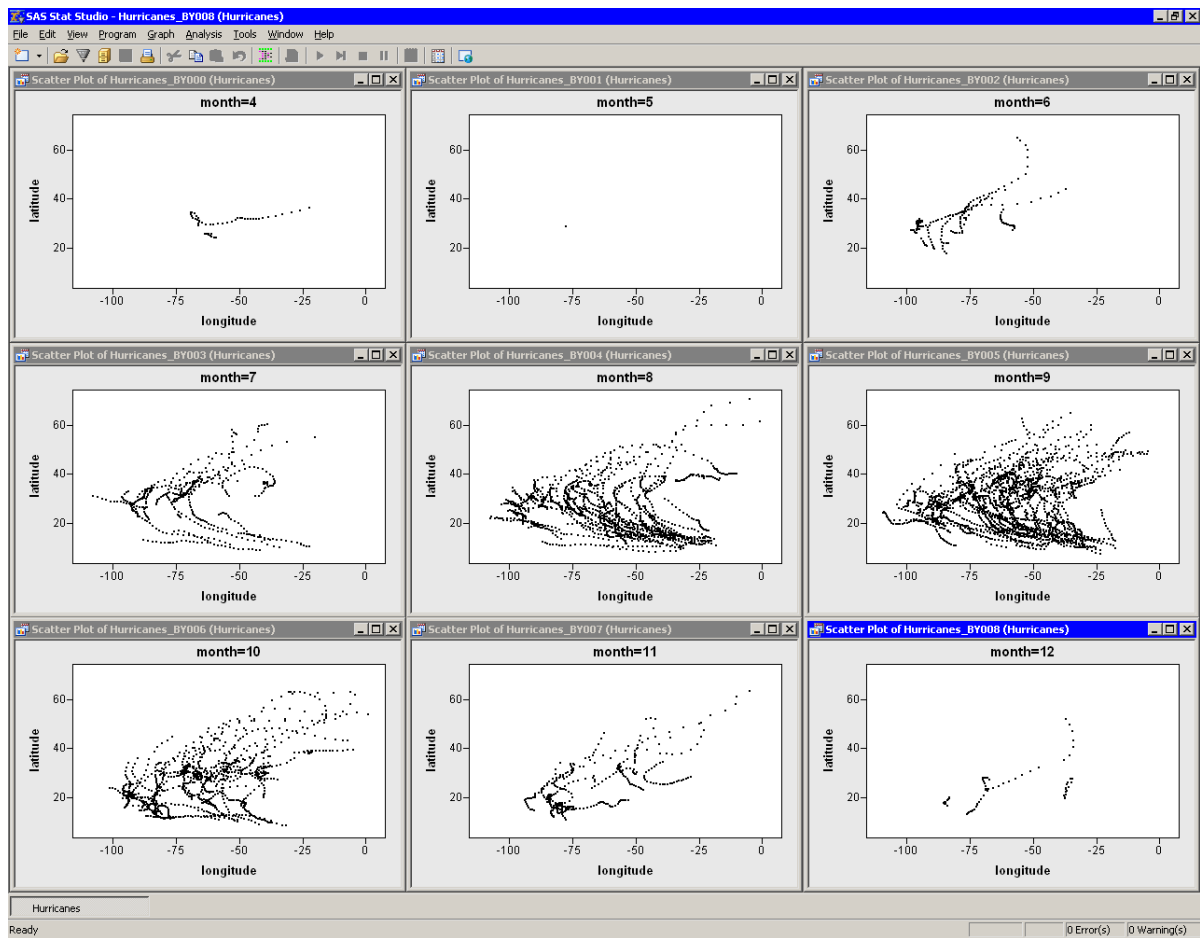 SAS Stat Studio - Hurricanes_BY008 (Hurricanes)
File Edit View Program Graph Analysis Tools Window Help
Scatter Plot of Hurricanes_BY000 (Hurricanes)
month=4
60
40
20
latitude
-100 -75 -50 -25 0
longitude
Scatter Plot of Hurricanes_BY001 (Hurricanes)
month=5
60
40
20
latitude
-100 -75 -50 -25 0
longitude
Scatter Plot of Hurricanes_BY002 (Hurricanes)
month=6
60
40
20
latitude
-100 -75 -50 -25 0
longitude
Scatter Plot of Hurricanes_BY003 (Hurricanes)
month=7
60
40
20
latitude
-100 -75 -50 -25 0
longitude
Scatter Plot of Hurricanes_BY004 (Hurricanes)
month=8
60
40
20
latitude
-100 -75 -50 -25 0
longitude
Scatter Plot of Hurricanes_BY005 (Hurricanes)
month=9
60
40
20
latitude
-100 -75 -50 -25 0
longitude
Scatter Plot of Hurricanes_BY006 (Hurricanes)
month=10
60
40
20
latitude
-100 -75 -50 -25 0
longitude
Scatter Plot of Hurricanes_BY007 (Hurricanes)
month=11
60
40
20
latitude
-100 -75 -50 -25 0
longitude
Scatter Plot of Hurricanes_BY008 (Hurricanes)
month=12
60
40
20
latitude
-100 -75 -50 -25 0
longitude
Hurricanes
Ready 0 Error(s) 0 Warning(s)